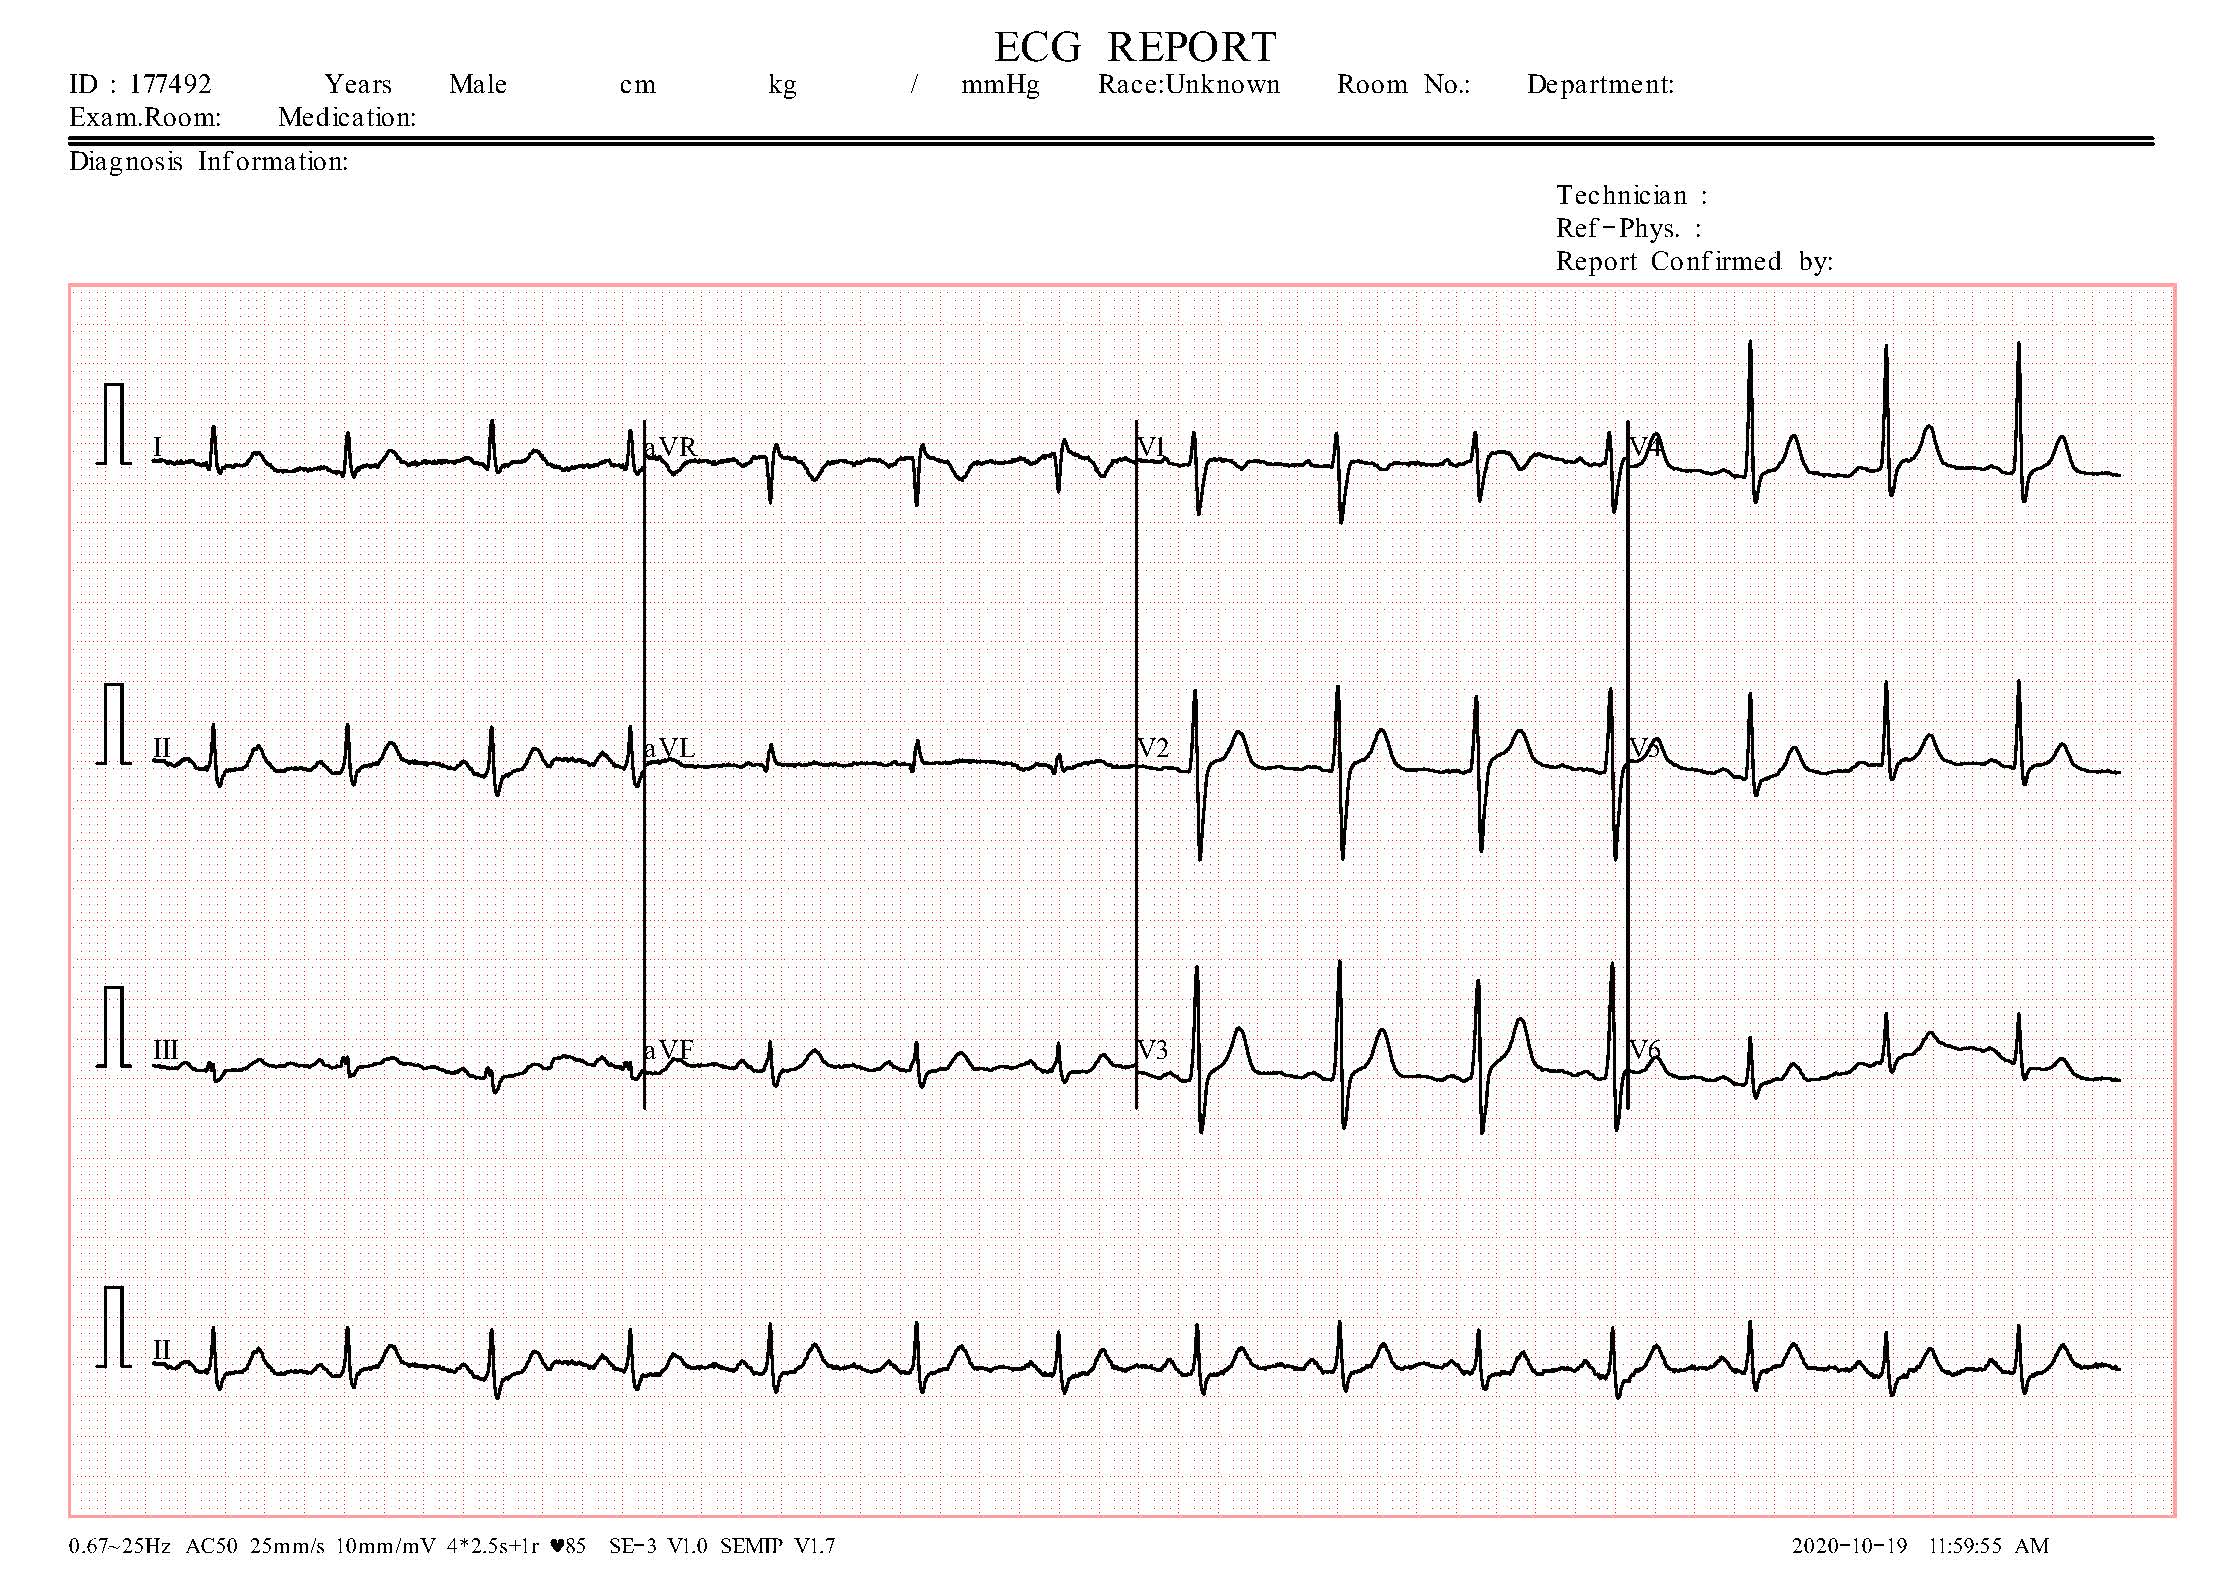 ECG REPORT
ID : 177492 Years Male cm kg / mmHg Race:Unknown Room No.: Department:
Exam.Room: Medication:
Diagnosis Information:
Technician :
Ref-Phys. :
Report Confirmed by:
I aVR V1 V4
II aVL V2 V5
III aVF V3 V6
II
0.67~25Hz AC50 25mm/s 10mm/mV 4*2.5s+1r ♥85 SE-3 V1.0 SEMIP V1.7 2020-10-19 11:59:55 AM